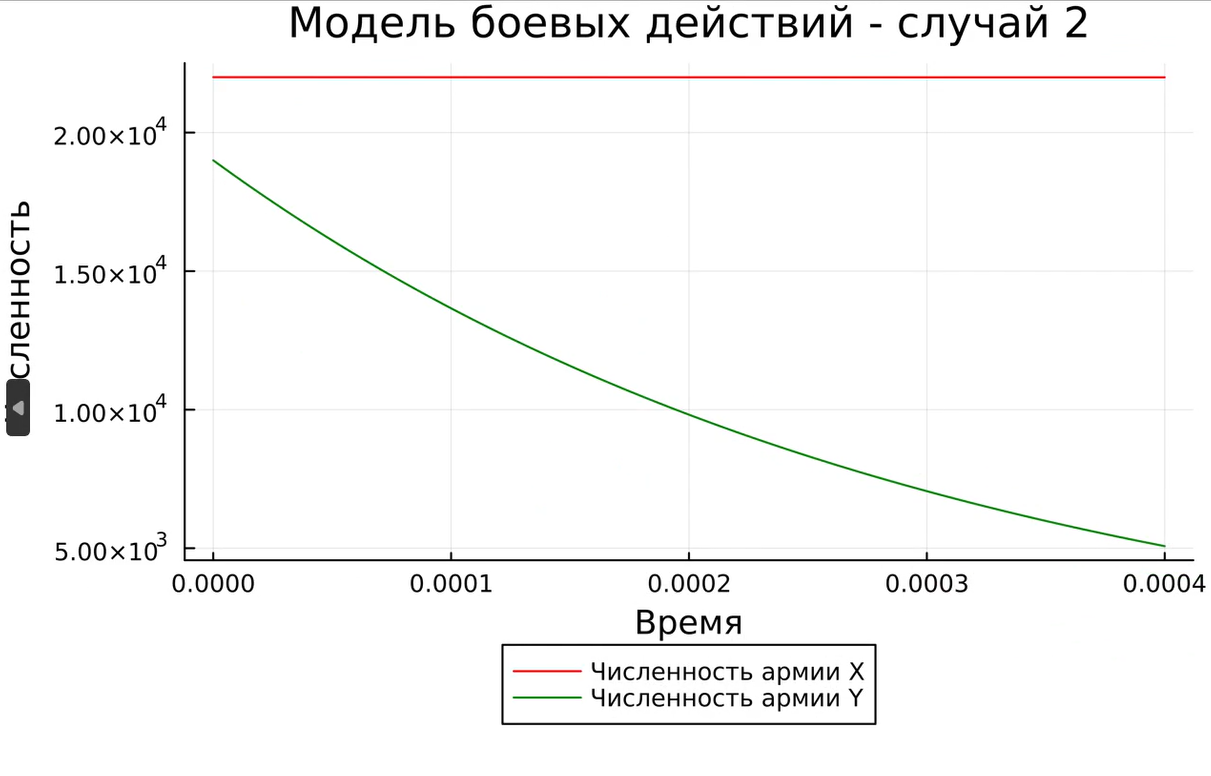 Модель боевых действий - случай 2
2.00×10⁴
1.50×10⁴
1.00×10⁴
5.00×10³
0.0000 0.0001 0.0002 0.0003 0.0004
Время
Численность армии X
Численность армии Y